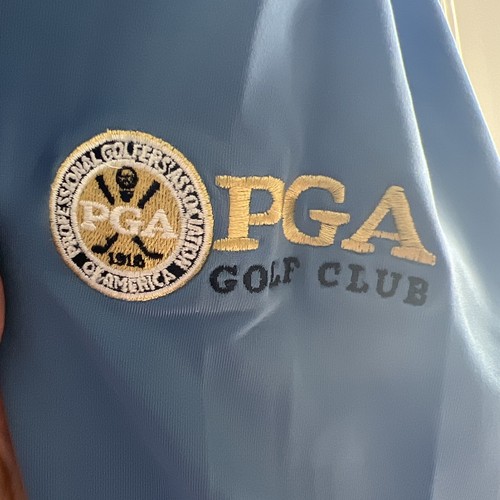 PROFESSIONAL GOLFERS' ASSOCIATION
PGA
1916
OF AMERICA
PGA
GOLF CLUB